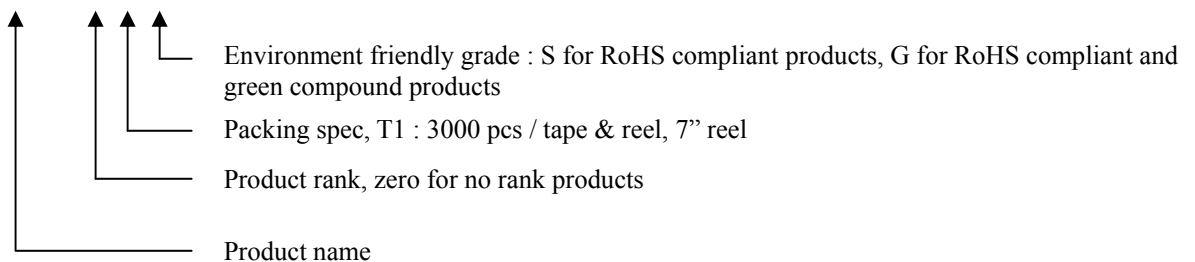 Environment friendly grade : S for RoHS compliant products, G for RoHS compliant and
green compound products
Packing spec, T1 : 3000 pcs / tape & reel, 7” reel
Product rank, zero for no rank products
Product name